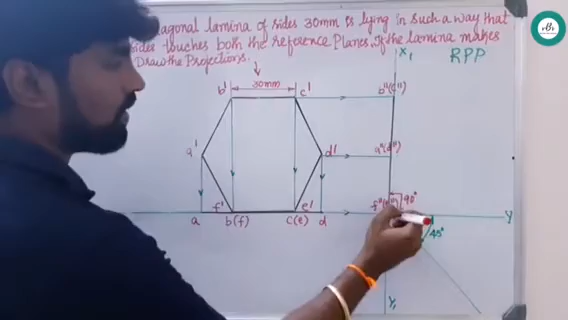 agonal lamina of sides 30mm is lying in such a way that
sides touches both the reference Planes. If the lamina makes
Draw the Projections.
RPP
X₁
b' 30mm c' b"(c")
a' d' a"(d")
f' e' f"(e") 90°
a b(f) c(e) d Y
45°
Y₁